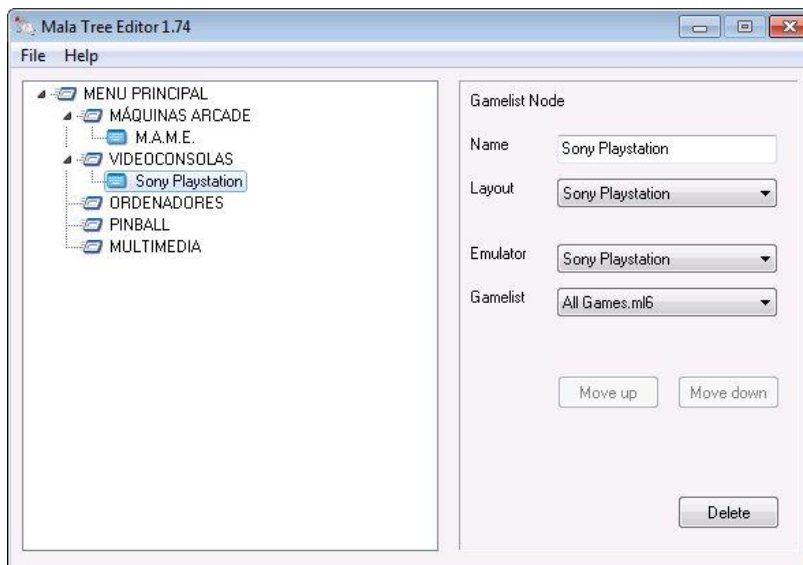 Mala Tree Editor 1.74
File Help
MENU PRINCIPAL
MÁQUINAS ARCADE
M.A.M.E.
VIDEOCONSOLAS
Sony Playstation
ORDENADORES
PINBALL
MULTIMEDIA
Gamelist Node
Name Sony Playstation
Layout Sony Playstation
Emulator Sony Playstation
Gamelist All Games.ml6
Move up Move down
Delete